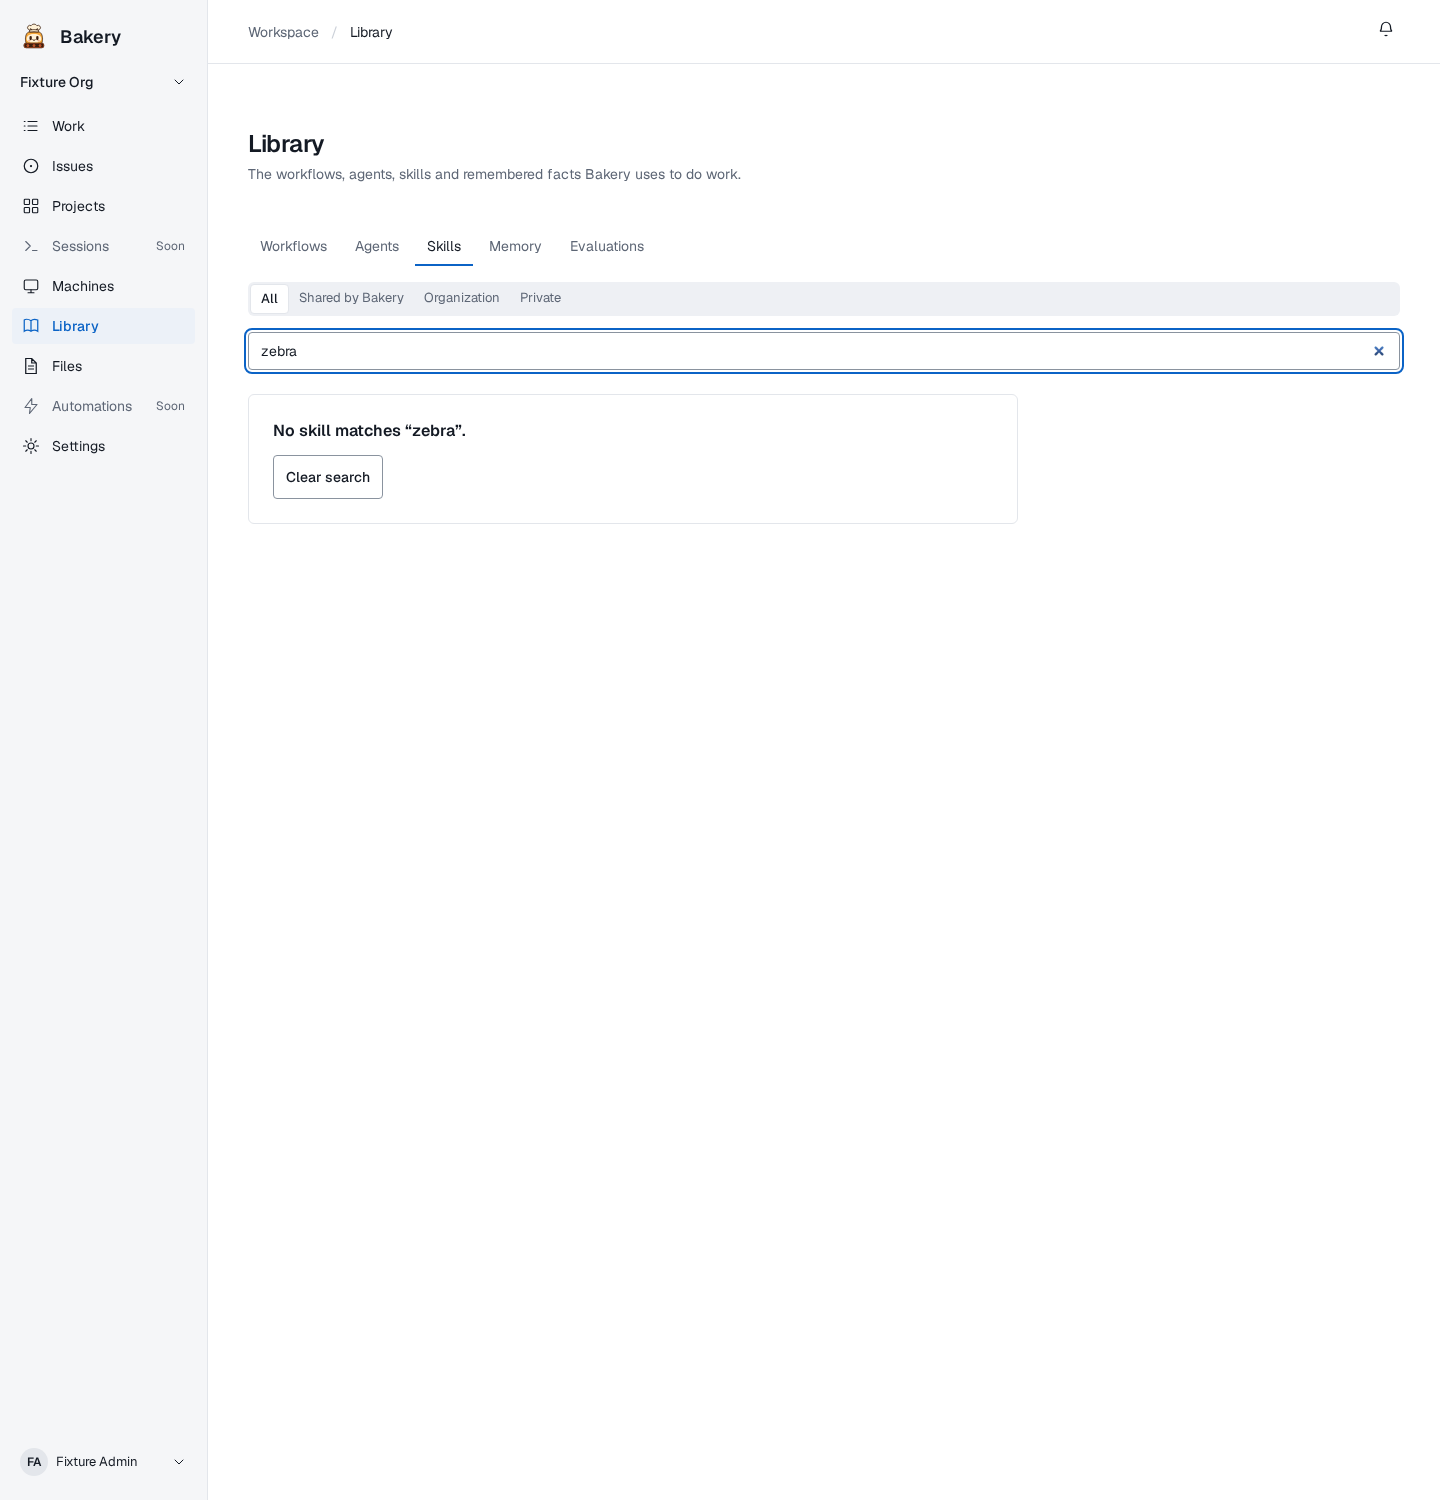 Bakery
Fixture Org
Work
Issues
Projects
Sessions Soon
Machines
Library
Files
Automations Soon
Settings
FA Fixture Admin
Workspace / Library
Library
The workflows, agents, skills and remembered facts Bakery uses to do work.
Workflows Agents Skills Memory Evaluations
All Shared by Bakery Organization Private
zebra
No skill matches “zebra”.
Clear search